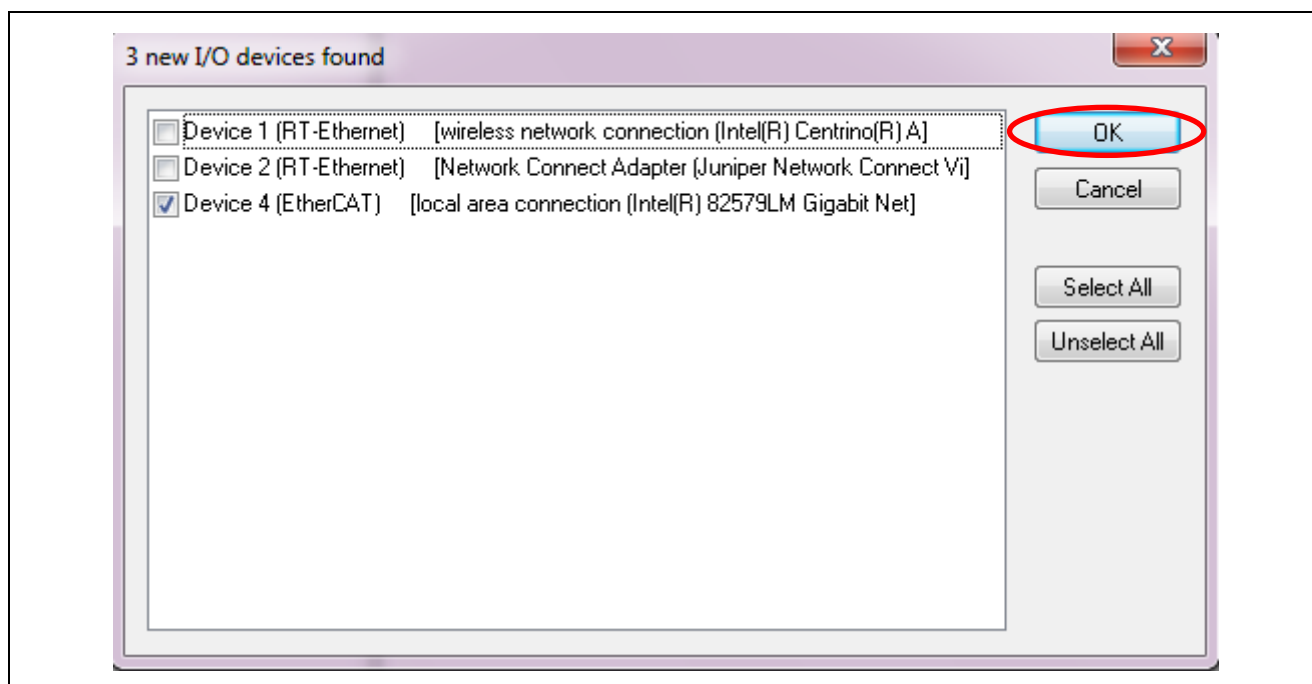 3 new I/O devices found
Device 1 (RT-Ethernet) [wireless network connection (Intel(R) Centrino(R) A]
Device 2 (RT-Ethernet) [Network Connect Adapter (Juniper Network Connect Vi]
Device 4 (EtherCAT) [local area connection (Intel(R) 82579LM Gigabit Net]
OK
Cancel
Select All
Unselect All